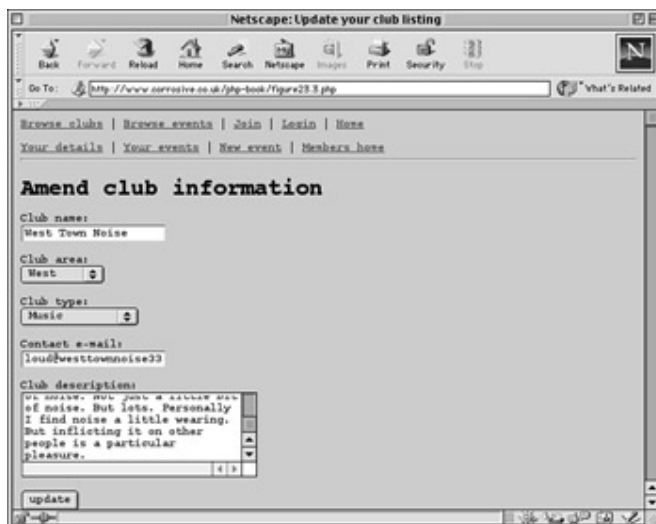 Netscape: Update your club listing
Back Forward Reload Home Search Netscape Images Print Security Stop
N
Go To: http://www.corrosive.co.uk/php-book/figure23.3.php What's Related
Browse clubs | Browse events | Join | Login | Home
Your details | Your events | New event | Members home
Amend club information
Club name:
West Town Noise
Club area:
West
Club type:
Music
Contact e-mail:
loud@westtownnoise33
Club description:
of noise. Not just a little bit
of noise. But lots. Personally
I find noise a little wearing.
But inflicting it on other
people is a particular
pleasure.
update